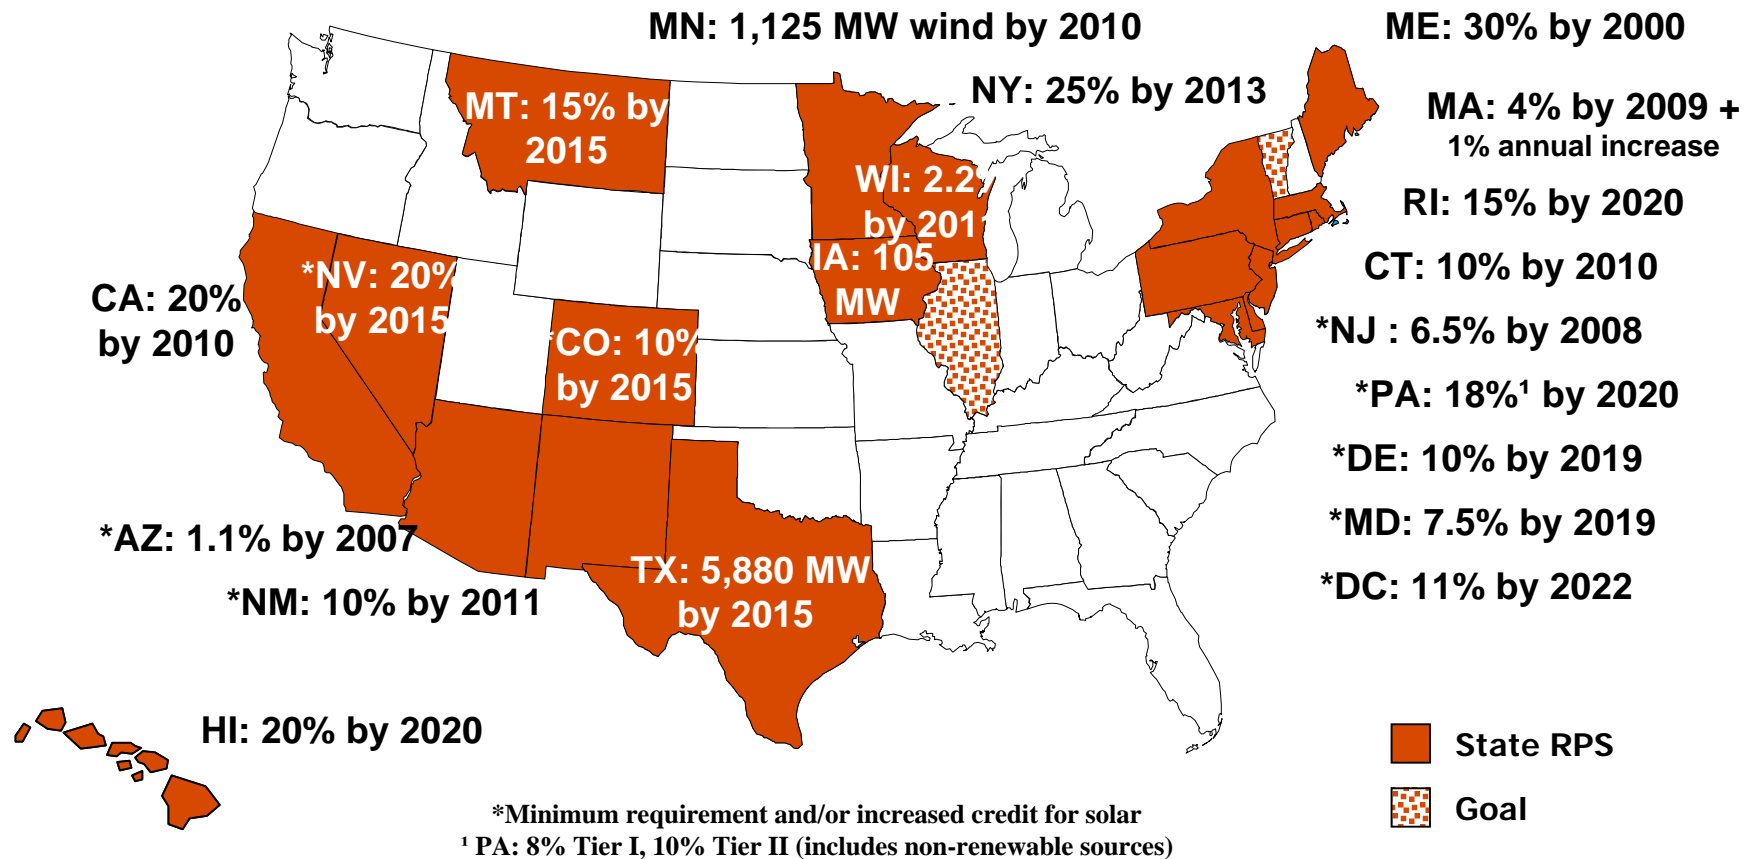 MN: 1,125 MW wind by 2010
ME: 30% by 2000
NY: 25% by 2013
MT: 15% by
2015
MA: 4% by 2009 +
1% annual increase
WI: 2.2%
by 2011
RI: 15% by 2020
IA: 105
MW
CT: 10% by 2010
*NV: 20%
by 2015
CA: 20%
by 2010
*CO: 10%
by 2015
*NJ : 6.5% by 2008
*PA: 18%¹ by 2020
*DE: 10% by 2019
*AZ: 1.1% by 2007
*MD: 7.5% by 2019
TX: 5,880 MW
by 2015
*NM: 10% by 2011
*DC: 11% by 2022
HI: 20% by 2020
State RPS
Goal
*Minimum requirement and/or increased credit for solar
¹ PA: 8% Tier I, 10% Tier II (includes non-renewable sources)